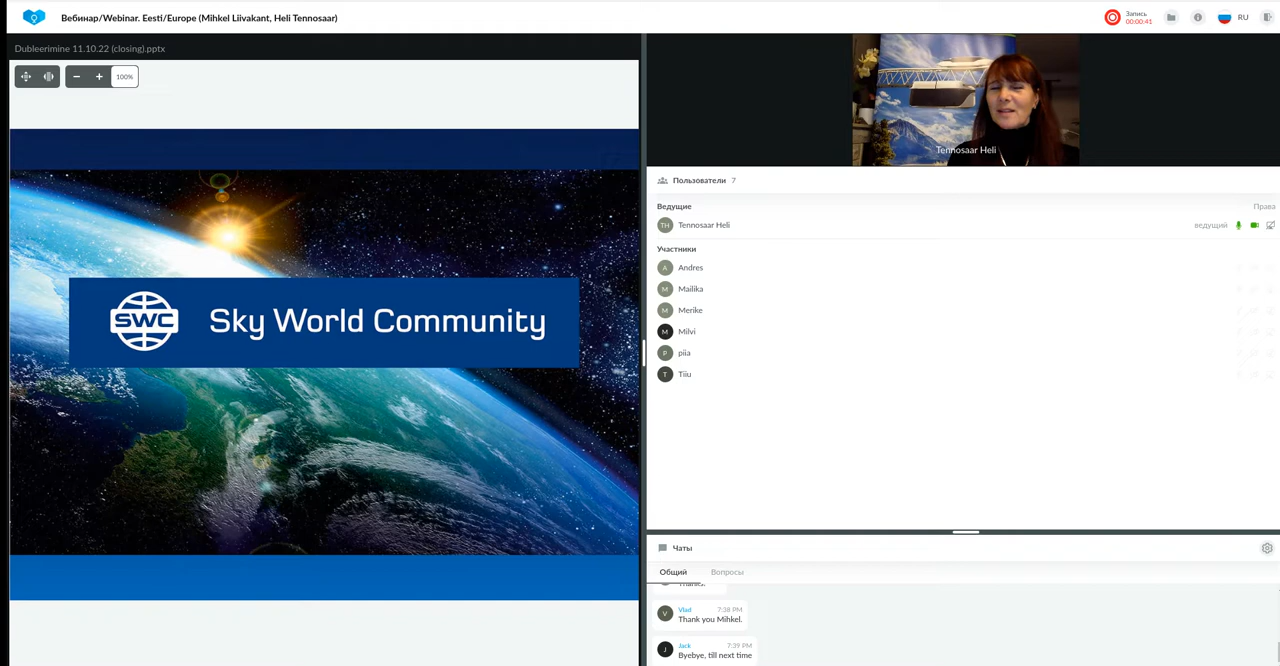 Вебинар/Webinar. Eesti/Europe (Mihkel Liivakant, Heli Tennosaar)
Запись
00:00:41
RU
Dubleerimine 11.10.22 (closing).pptx
100%
SWC
Sky World Community
Tennosaar Heli
Пользователи 7
Ведущие
Права
TH Tennosaar Heli
ведущий
Участники
A Andres
M Mailika
M Merike
M Milvi
P piia
T Tiiu
Чаты
Общий Вопросы
Thanks.
V Vlad 7:38 PM
Thank you Mihkel.
J Jack 7:39 PM
Byebye, till next time